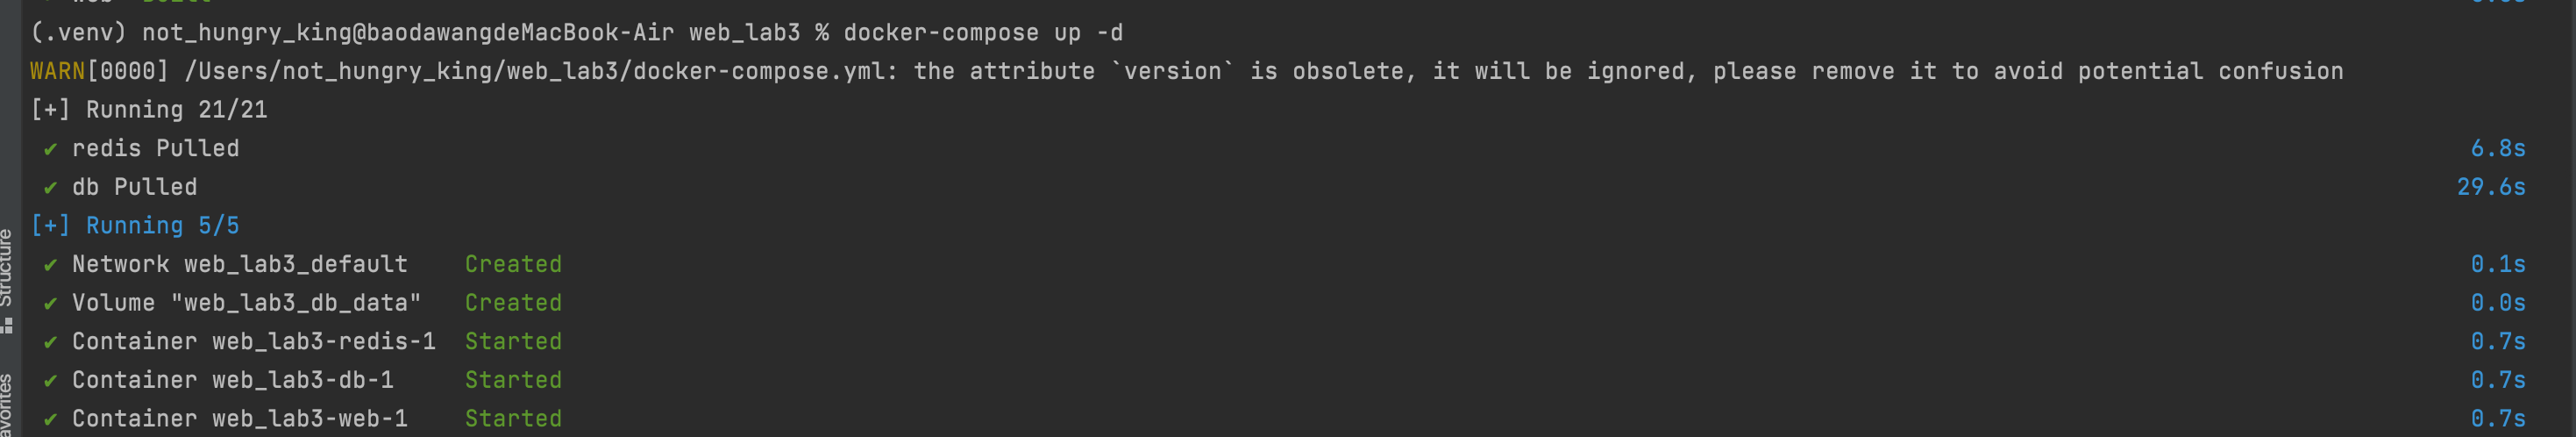 (.venv) not_hungry_king@baodawangdeMacBook-Air web_lab3 % docker-compose up -d
WARN[0000] /Users/not_hungry_king/web_lab3/docker-compose.yml: the attribute `version` is obsolete, it will be ignored, please remove it to avoid potential confusion
[+] Running 21/21
✔ redis Pulled 6.8s
✔ db Pulled 29.6s
[+] Running 5/5
✔ Network web_lab3_default Created 0.1s
✔ Volume "web_lab3_db_data" Created 0.0s
✔ Container web_lab3-redis-1 Started 0.7s
✔ Container web_lab3-db-1 Started 0.7s
✔ Container web_lab3-web-1 Started 0.7s
Structure